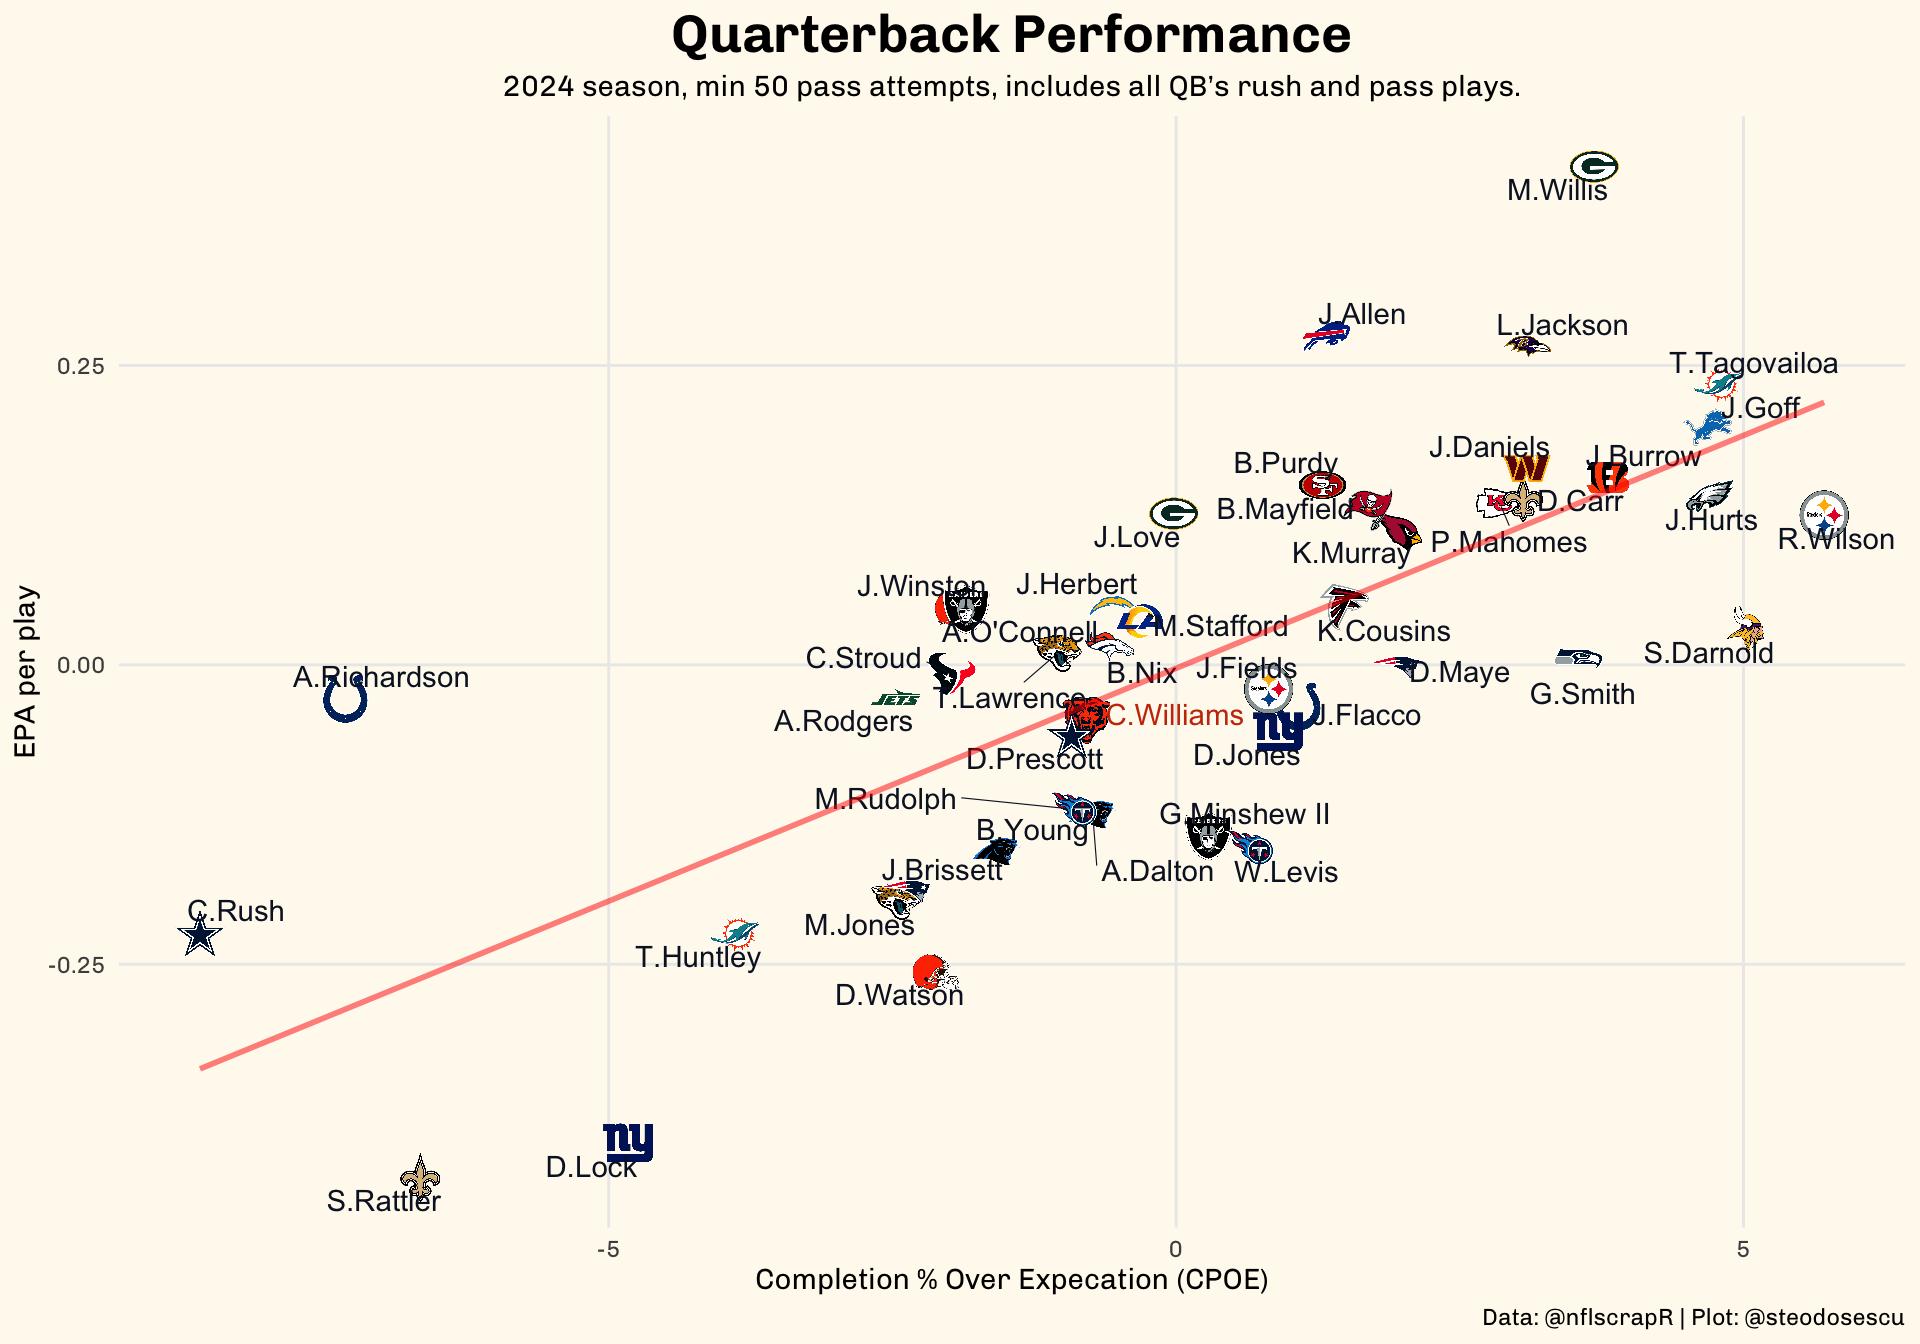 Quarterback Performance
2024 season, min 50 pass attempts, includes all QB's rush and pass plays.
M.Willis
J.Allen
L.Jackson
T.Tagovailoa
0.25
J.Goff
J.Daniels
J.Burrow
B.Purdy
D.Carr
B.Mayfield
J.Hurts
J.Love
P.Mahomes
R.Wilson
K.Murray
J.Winston
J.Herbert
A.O'Connell
M.Stafford
K.Cousins
C.Stroud
S.Darnold
0.00
A.Richardson
B.Nix
J.Fields
D.Maye
T.Lawrence
G.Smith
A.Rodgers
JETS
C.Williams
J.Flacco
ny
D.Prescott
D.Jones
M.Rudolph
G.Minshew II
B.Young
J.Brissett
A.Dalton
W.Levis
C.Rush
M.Jones
T.Huntley
-0.25
D.Watson
ny
D.Lock
S.Rattler
EPA per play
-5
0
5
Completion % Over Expecation (CPOE)
Data: @nflscrapR | Plot: @steodosescu